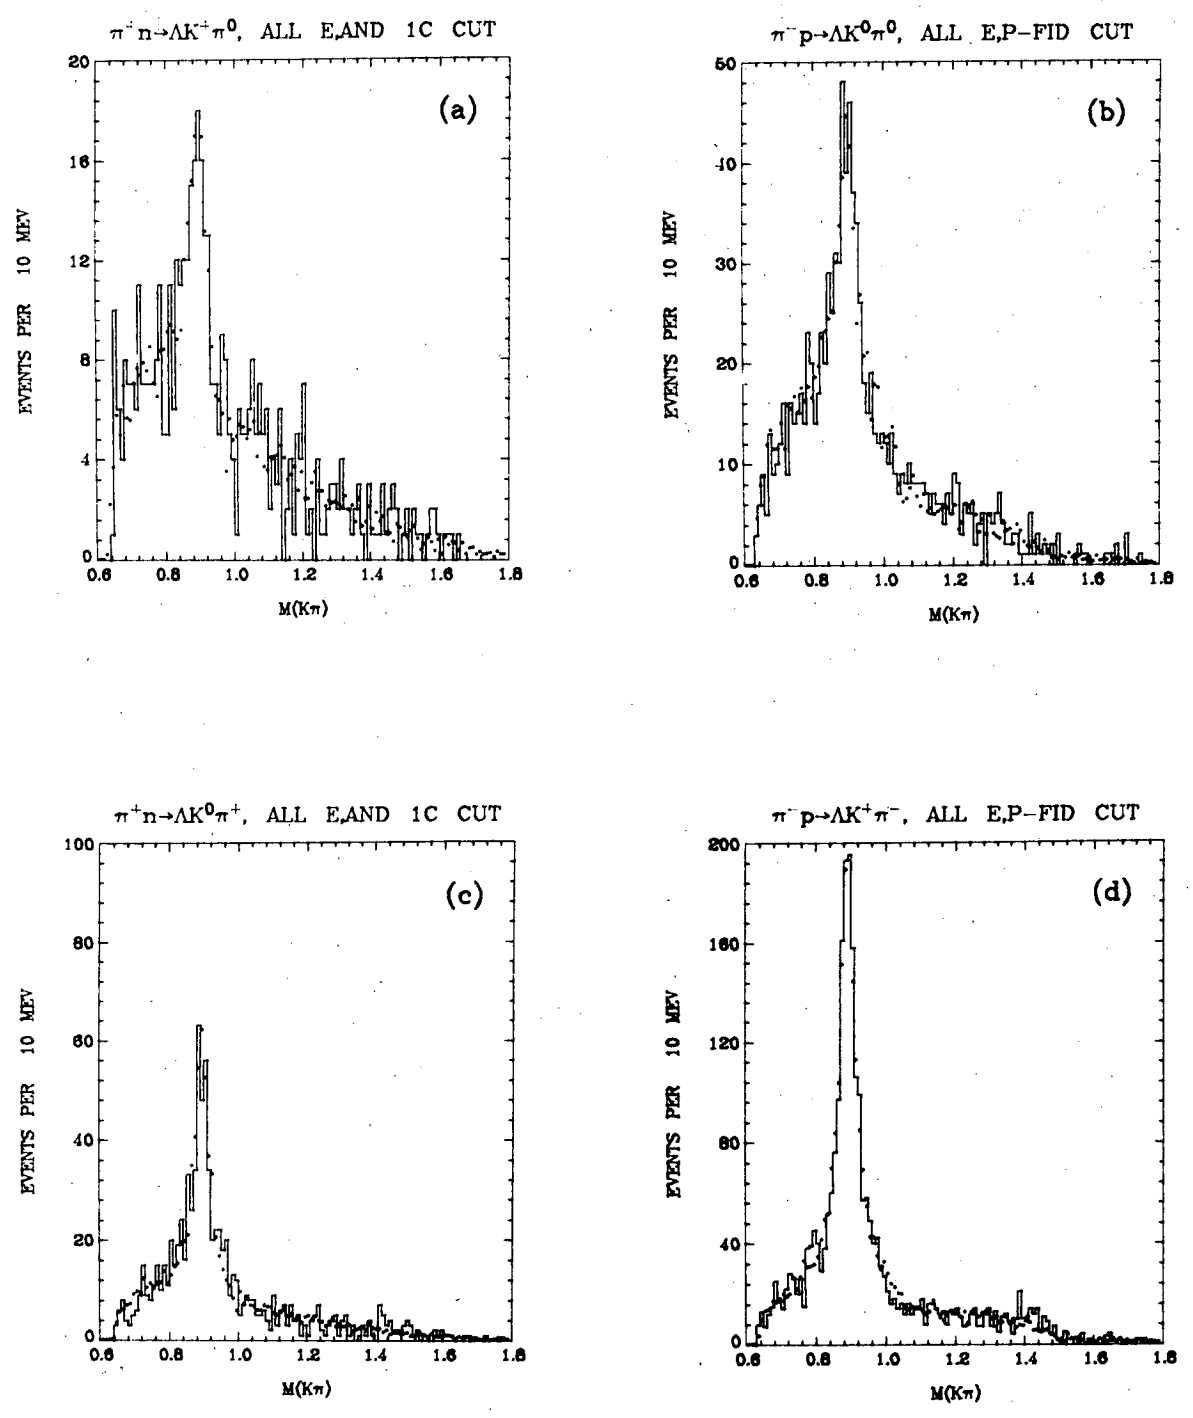 π⁺n→ΛK⁺π⁰, ALL E,AND 1C CUT
(a)
EVENTS PER 10 MEV
20
16
12
8
4
0
0.6 0.8 1.0 1.2 1.4 1.6 1.8
M(Kπ)
π⁻p→ΛK⁰π⁰, ALL E,P-FID CUT
(b)
EVENTS PER 10 MEV
50
40
30
20
10
0
0.6 0.8 1.0 1.2 1.4 1.6 1.8
M(Kπ)
π⁺n→ΛK⁰π⁺, ALL E,AND 1C CUT
(c)
EVENTS PER 10 MEV
100
80
60
40
20
0
0.6 0.8 1.0 1.2 1.4 1.6 1.8
M(Kπ)
π⁻p→ΛK⁺π⁻, ALL E,P-FID CUT
(d)
EVENTS PER 10 MEV
200
160
120
80
40
0
0.6 0.8 1.0 1.2 1.4 1.6 1.8
M(Kπ)